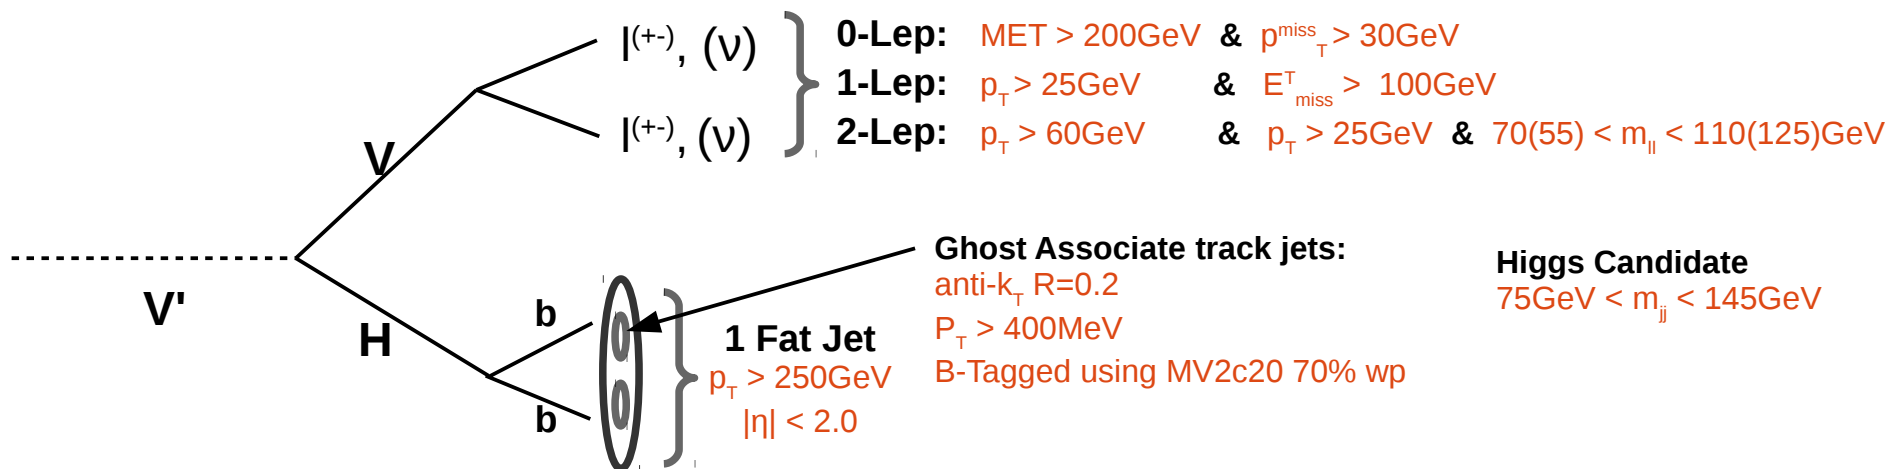 l(+-), (ν)
0-Lep: MET > 200GeV & pmissT > 30GeV
1-Lep: pT > 25GeV & ETmiss > 100GeV
l(+-), (ν)
2-Lep: pT > 60GeV & pT > 25GeV & 70(55) < mll < 110(125)GeV
V
V'
H
b
b
1 Fat Jet
pT > 250GeV
|η| < 2.0
Ghost Associate track jets:
anti-kT R=0.2
PT > 400MeV
B-Tagged using MV2c20 70% wp
Higgs Candidate
75GeV < mjj < 145GeV